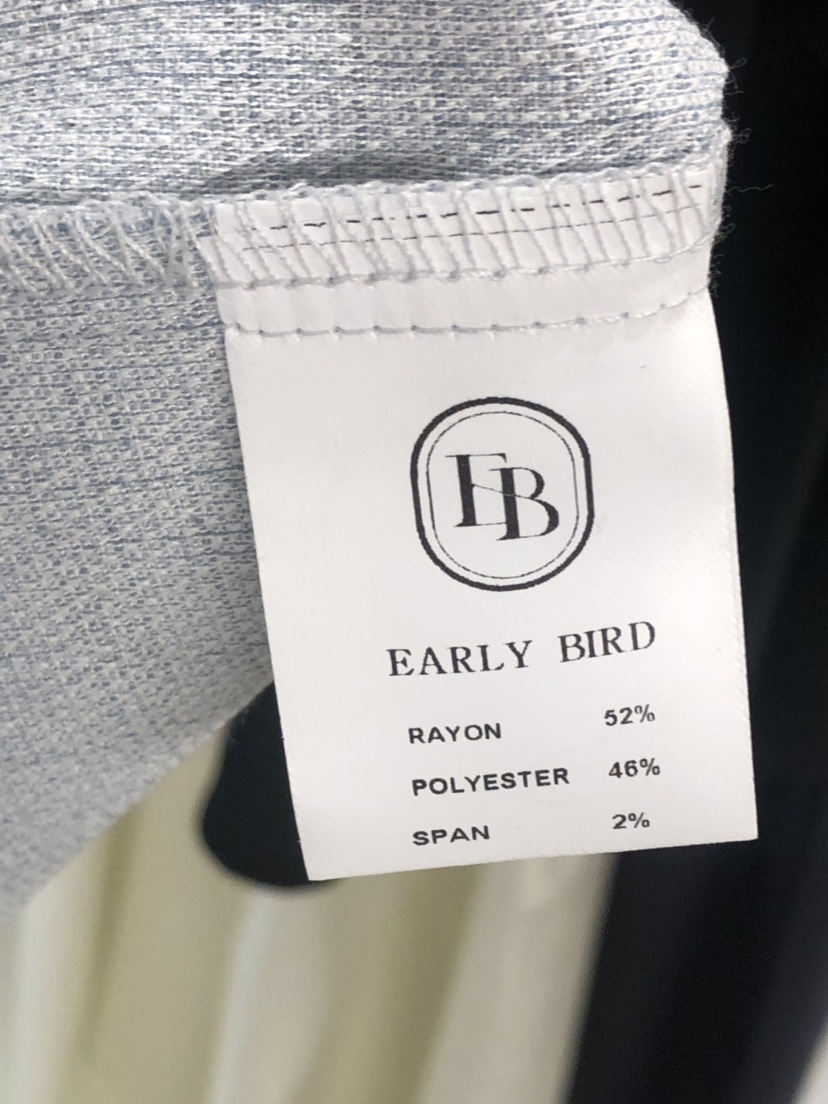 EB
EARLY BIRD
RAYON 52%
POLYESTER 46%
SPAN 2%